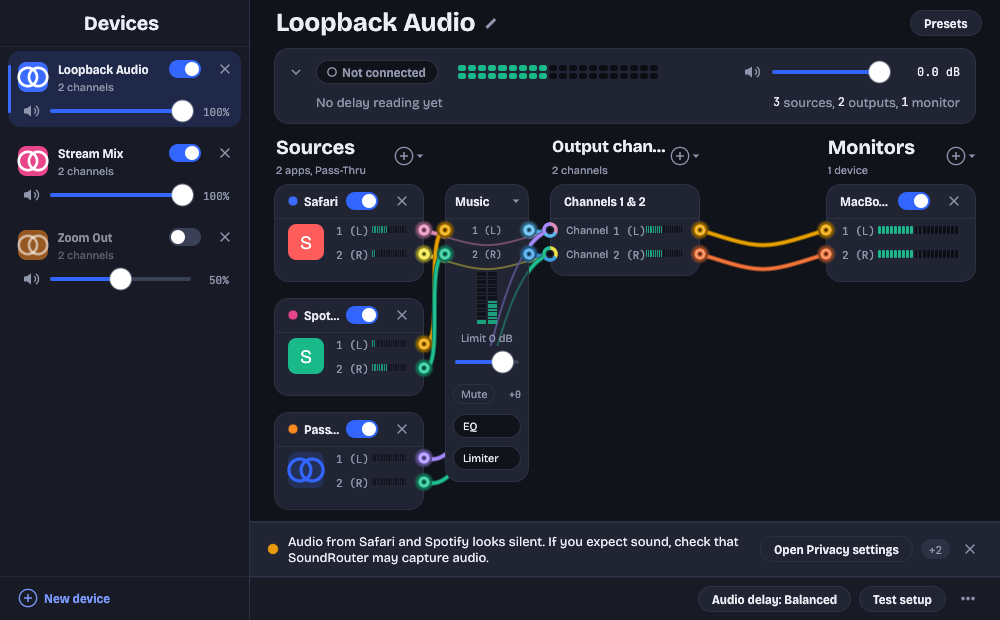 Devices
Loopback Audio
2 channels
100%
Stream Mix
2 channels
100%
Zoom Out
2 channels
50%
New device
Loopback Audio
Presets
Not connected
0.0 dB
No delay reading yet
3 sources, 2 outputs, 1 monitor
Sources
2 apps, Pass-Thru
Output chan...
2 channels
Monitors
1 device
Safari
S
1 (L)
2 (R)
Spot...
S
1 (L)
2 (R)
Pass...
1 (L)
2 (R)
Music
1 (L)
2 (R)
Limit 0 dB
Mute
+0
EQ
Limiter
Channels 1 & 2
Channel 1 (L)
Channel 2 (R)
MacBo...
1 (L)
2 (R)
Audio from Safari and Spotify looks silent. If you expect sound, check that
SoundRouter may capture audio.
Open Privacy settings
+2
Audio delay: Balanced
Test setup